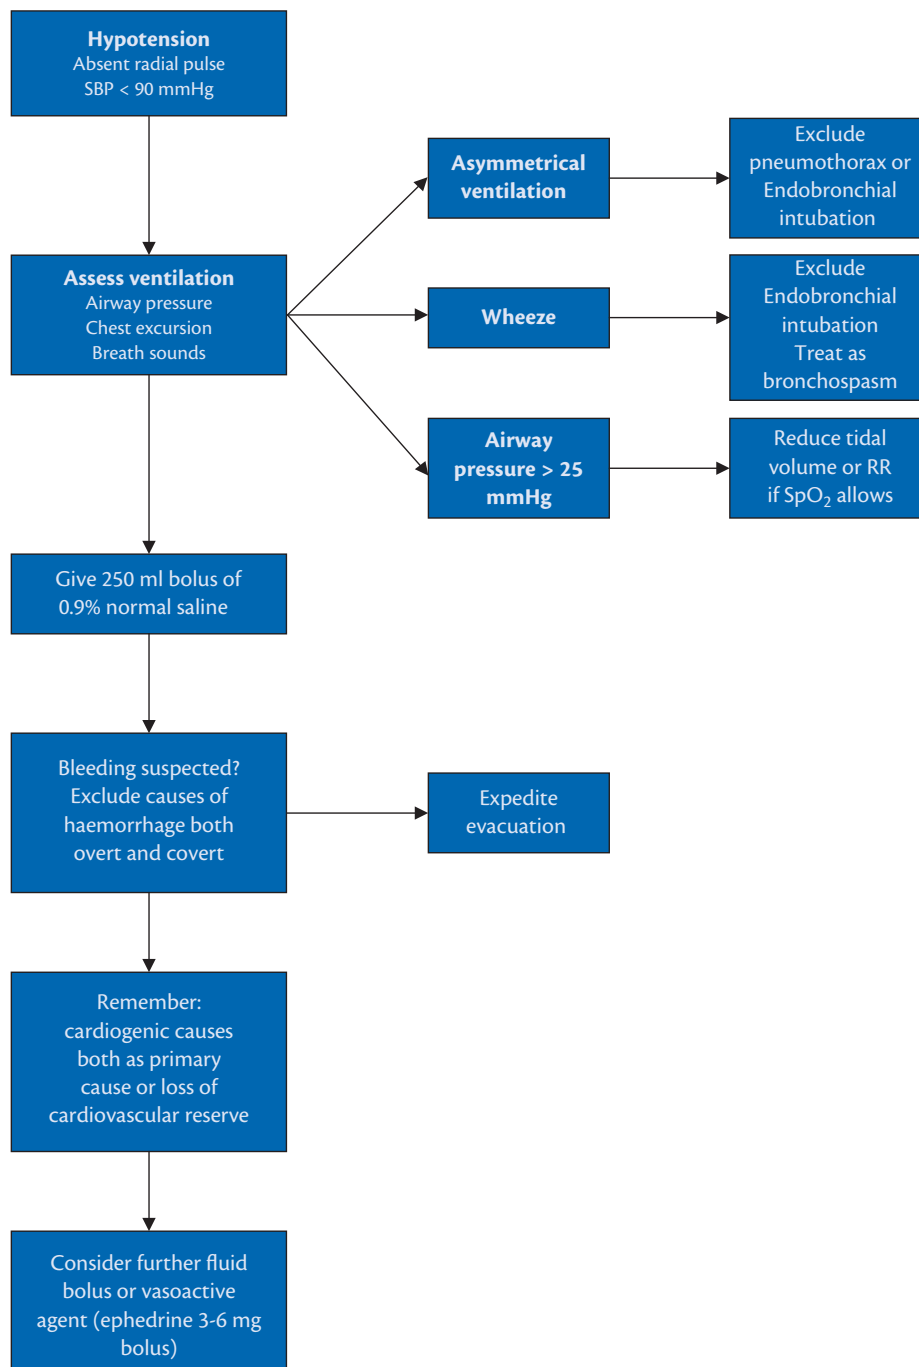 Hypotension
Absent radial pulse
SBP < 90 mmHg
Assess ventilation
Airway pressure
Chest excursion
Breath sounds
Asymmetrical
ventilation
Exclude
pneumothorax or
Endobronchial
intubation
Wheeze
Exclude
Endobronchial
intubation
Treat as
bronchospasm
Airway
pressure > 25
mmHg
Reduce tidal
volume or RR
if SpO₂ allows
Give 250 ml bolus of
0.9% normal saline
Bleeding suspected?
Exclude causes of
haemorrhage both
overt and covert
Expedite
evacuation
Remember:
cardiogenic causes
both as primary
cause or loss of
cardiovascular reserve
Consider further fluid
bolus or vasoactive
agent (ephedrine 3-6 mg
bolus)